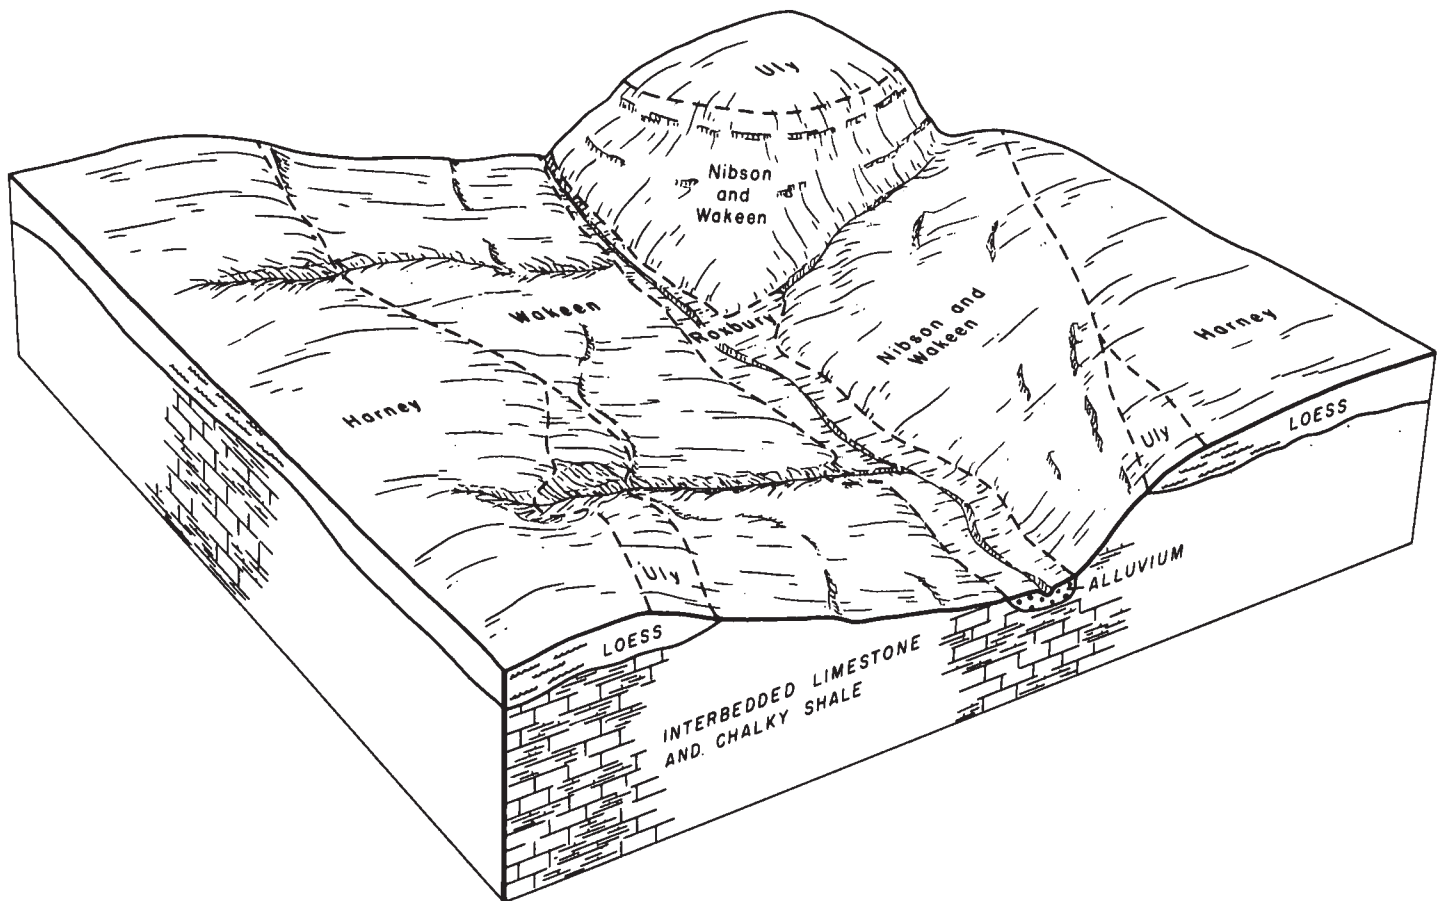 Uly
Nibson
and
Wakeen
Wakeen
Roxbury
Nibson and
Wakeen
Harney
Harney
LOESS
Uly
Uly
ALLUVIUM
LOESS
INTERBEDDED LIMESTONE
AND. CHALKY SHALE